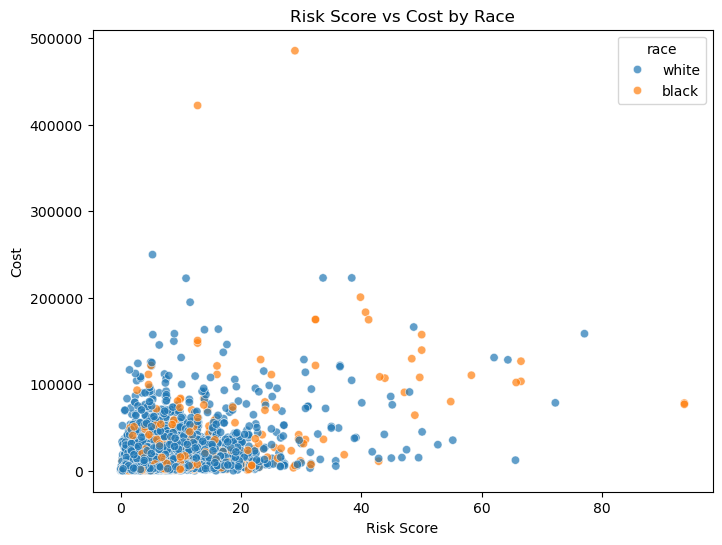 Risk Score vs Cost by Race
race
white
black
500000
400000
300000
200000
100000
0
Cost
0 20 40 60 80
Risk Score